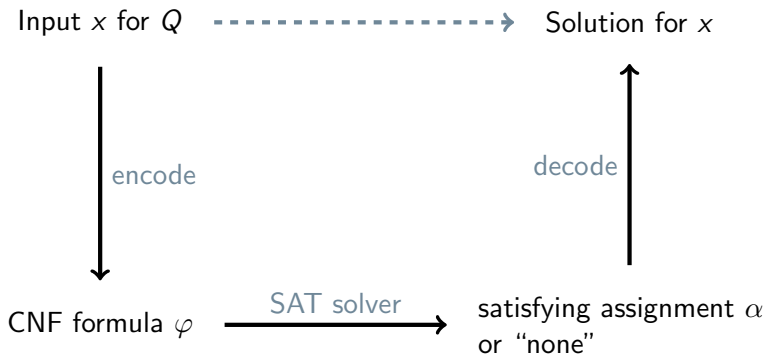 Input x for Q
Solution for x
encode
decode
SAT solver
CNF formula φ
satisfying assignment α
or “none”